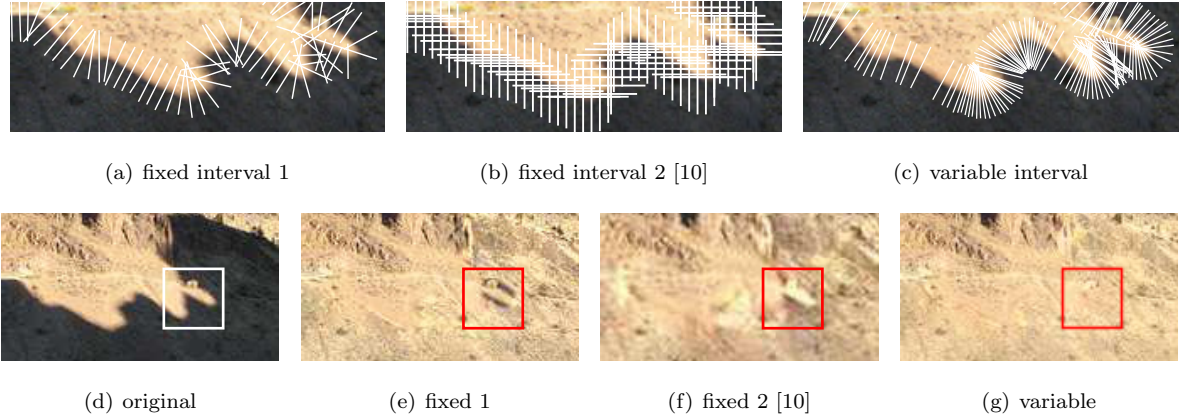 (a) fixed interval 1
(b) fixed interval 2 [10]
(c) variable interval
(d) original
(e) fixed 1
(f) fixed 2 [10]
(g) variable